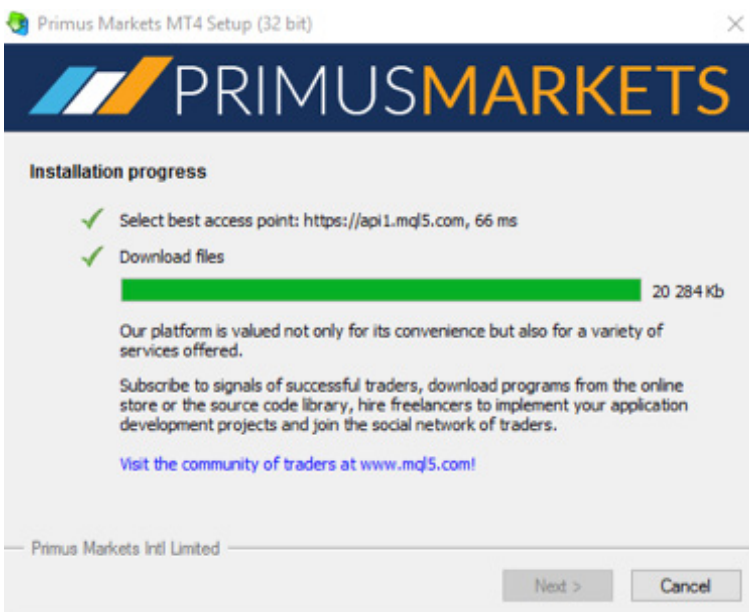 Primus Markets MT4 Setup (32 bit)
PRIMUSMARKETS
Installation progress
Select best access point: https://api1.mql5.com, 66 ms
Download files
20 284 Kb
Our platform is valued not only for its convenience but also for a variety of
services offered.
Subscribe to signals of successful traders, download programs from the online
store or the source code library, hire freelancers to implement your application
development projects and join the social network of traders.
Visit the community of traders at www.mql5.com!
Primus Markets Intl Limited
Next >
Cancel